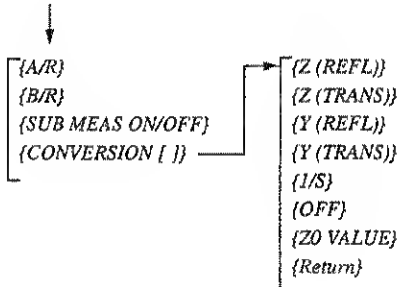 {A/R}
{B/R}
{SUB MEAS ON/OFF}
{CONVERSION [ ]}
{Z (REFL)}
{Z (TRANS)}
{Y (REFL)}
{Y (TRANS)}
{1/S}
{OFF}
{Z0 VALUE}
{Return}